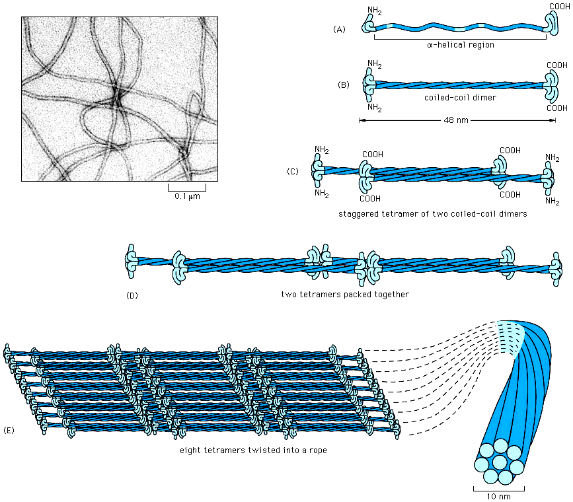 0.1 µm
NH2
COOH
(A)
α-helical region
NH2
COOH
(B)
NH2
COOH
coiled-coil dimer
48 nm
NH2
COOH
COOH
NH2
(C)
NH2
COOH
COOH
NH2
staggered tetramer of two coiled-coil dimers
(D)
two tetramers packed together
(E)
eight tetramers twisted into a rope
10 nm